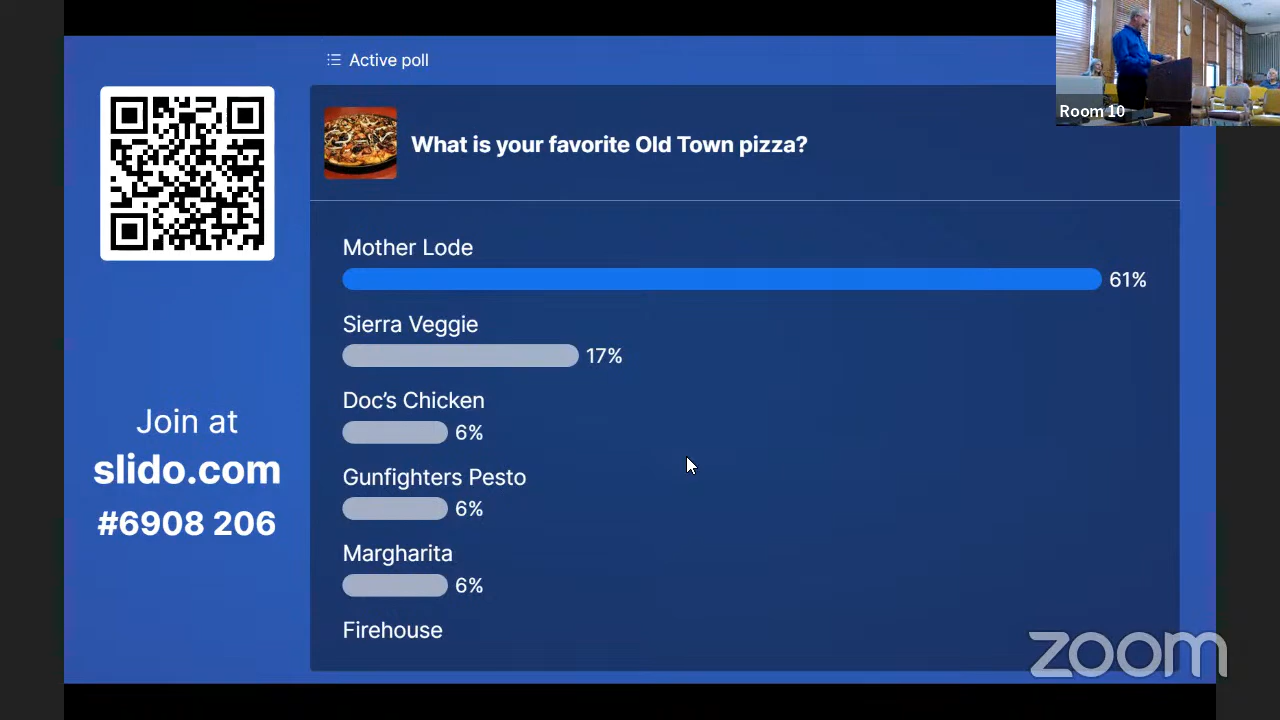 Active poll
Room 10
What is your favorite Old Town pizza?
Mother Lode
61%
Sierra Veggie
17%
Doc’s Chicken
6%
Gunfighters Pesto
6%
Margharita
6%
Firehouse
Join at
slido.com
#6908 206
zoom